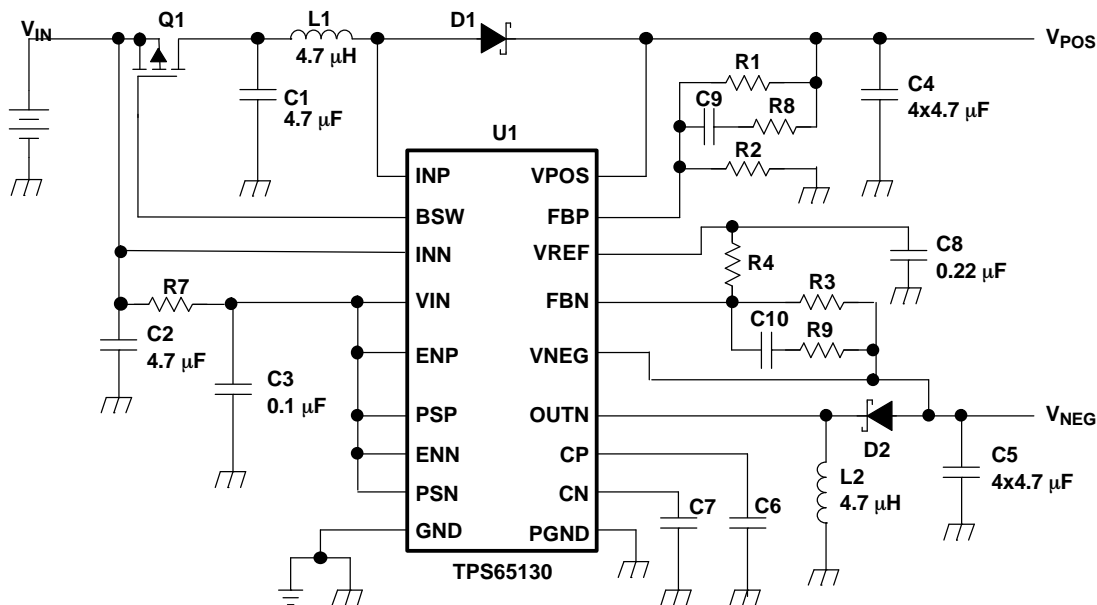 Q1
L1
D1
V_IN
V_POS
4.7 μH
R1
C4
4x4.7 μF
C1
4.7 μF
C9
R8
U1
R2
INP
VPOS
BSW
FBP
INN
VREF
R4
C8
0.22 μF
R7
R3
VIN
FBN
C10
R9
C2
4.7 μF
ENP
VNEG
C3
0.1 μF
PSP
OUTN
V_NEG
D2
ENN
CP
C5
4x4.7 μF
L2
4.7 μH
PSN
CN
C7
C6
GND
PGND
TPS65130